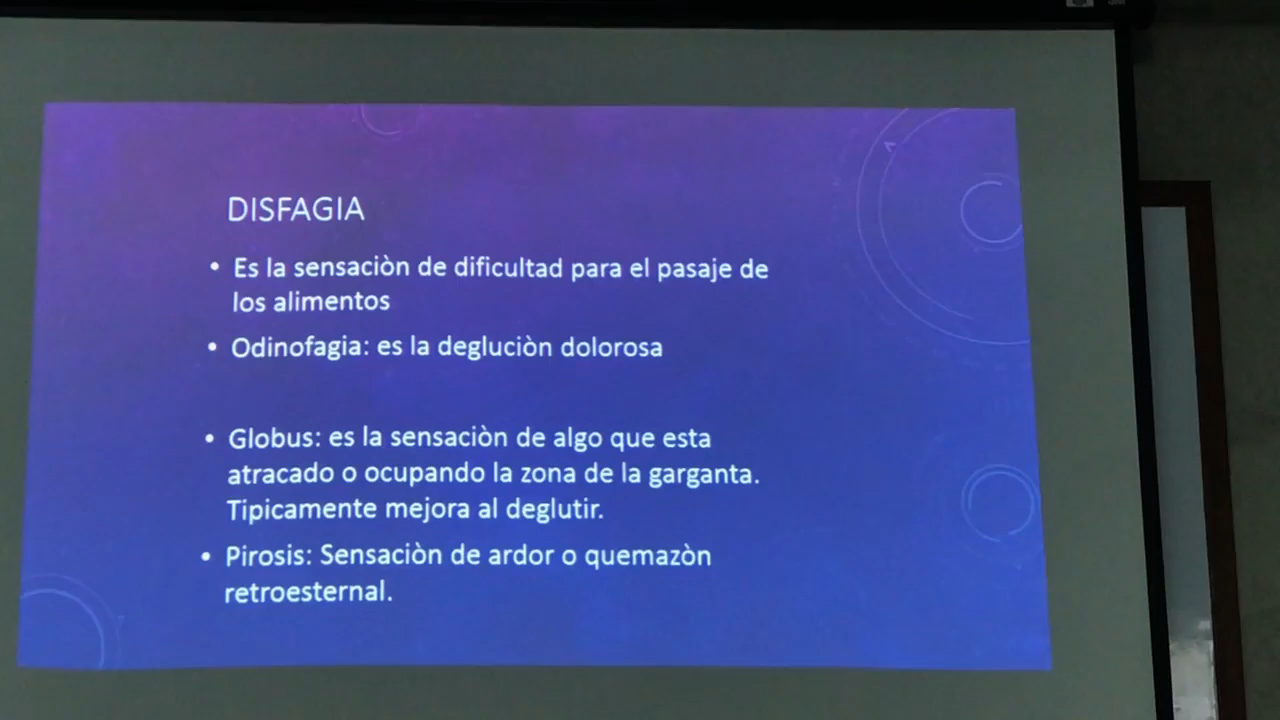 DISFAGIA
• Es la sensaciòn de dificultad para el pasaje de
los alimentos
• Odinofagia: es la degluciòn dolorosa
• Globus: es la sensaciòn de algo que esta
atracado o ocupando la zona de la garganta.
Tipicamente mejora al deglutir.
• Pirosis: Sensaciòn de ardor o quemazòn
retroesternal.